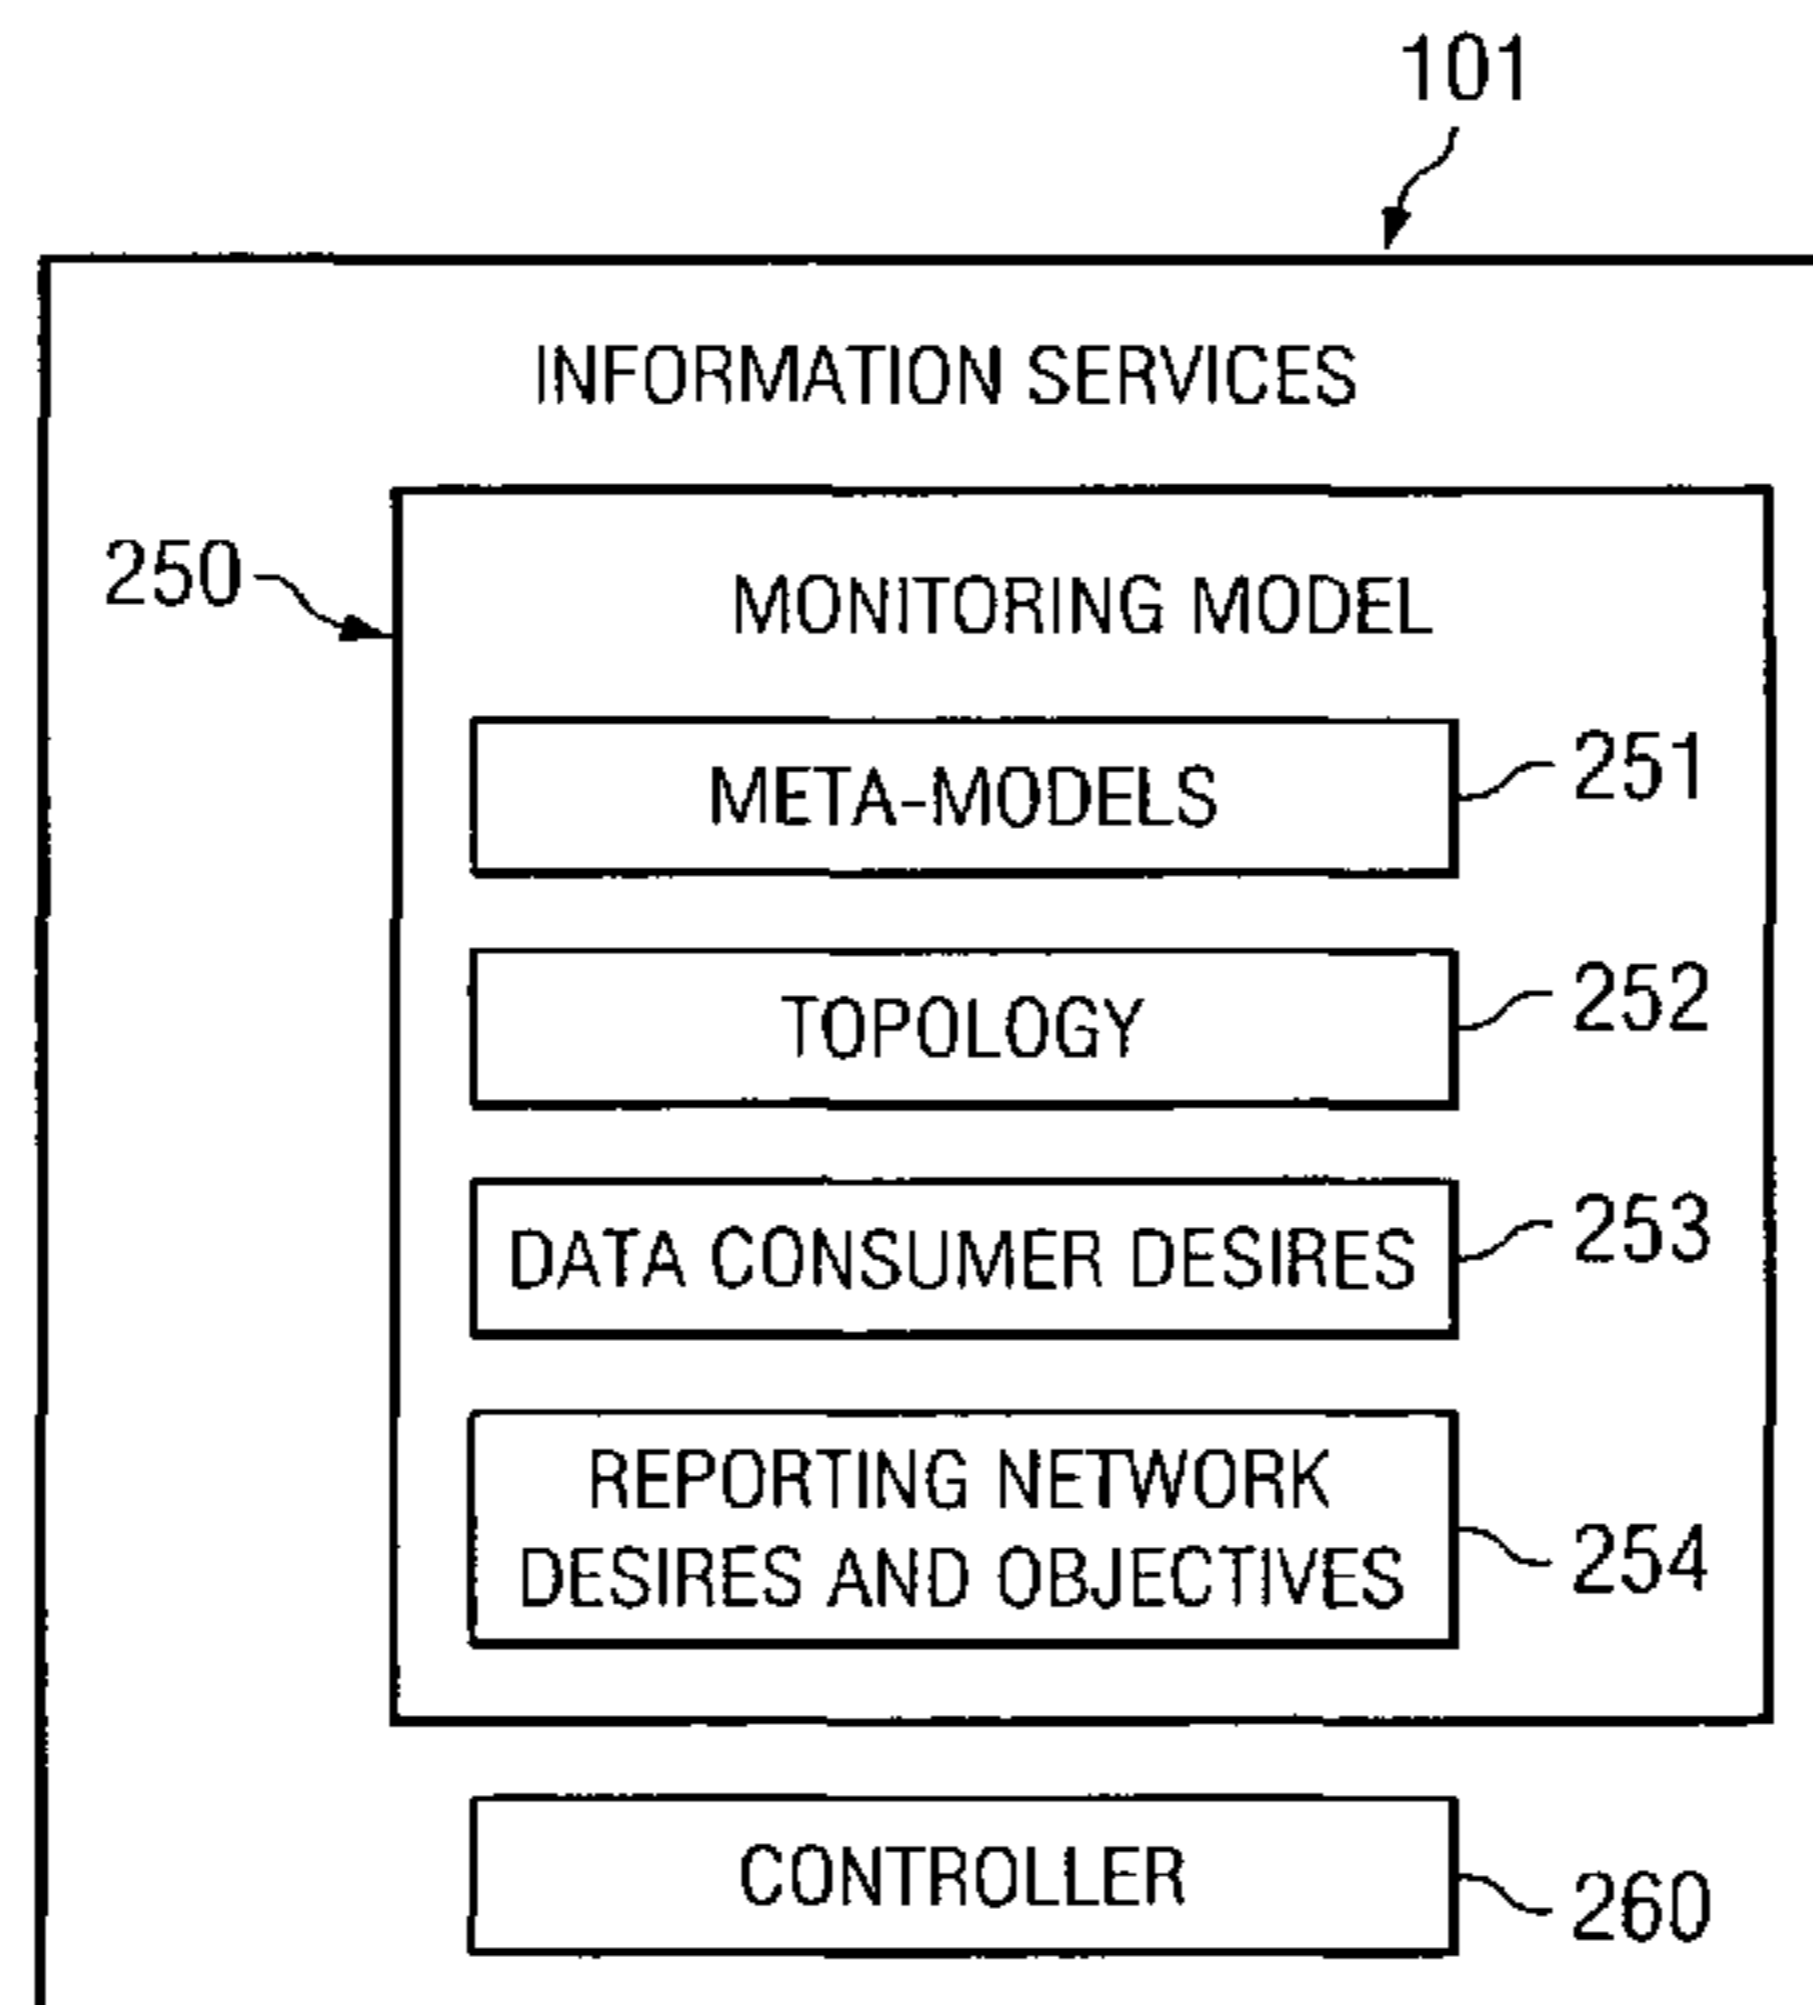 101
INFORMATION SERVICES
250
MONITORING MODEL
META-MODELS
251
TOPOLOGY
252
DATA CONSUMER DESIRES
253
REPORTING NETWORK
DESIRES AND OBJECTIVES
254
CONTROLLER
260